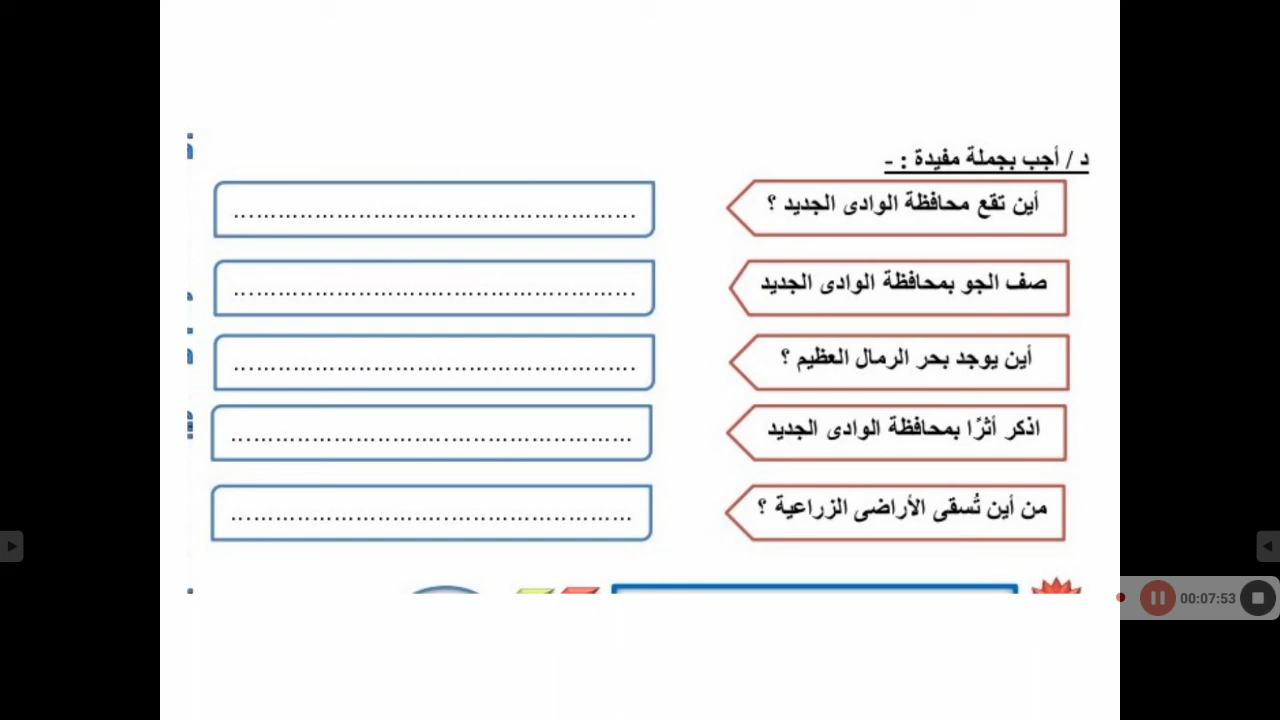 د / أجب بجملة مفيدة : -
أين تقع محافظة الوادى الجديد ؟
......................................................
صف الجو بمحافظة الوادى الجديد
......................................................
أين يوجد بحر الرمال العظيم ؟
......................................................
اذكر أثرًا بمحافظة الوادى الجديد
......................................................
من أين تُسقى الأراضى الزراعية ؟
......................................................
00:07:53